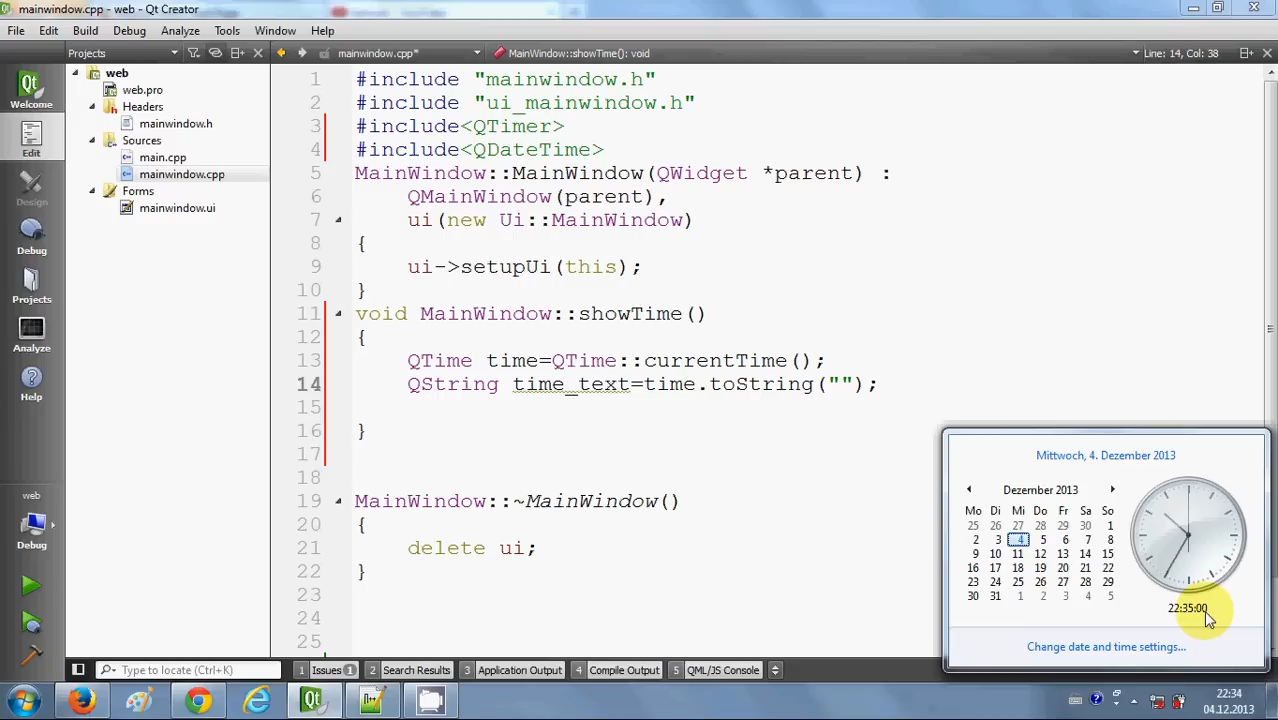 mainwindow.cpp - web - Qt Creator
File Edit Build Debug Analyze Tools Window Help
Projects mainwindow.cpp* MainWindow::showTime(): void Line: 14, Col: 38
Welcome
Edit
Design
Debug
Projects
Analyze
Help
web
Debug
web
web.pro
Headers
mainwindow.h
Sources
main.cpp
mainwindow.cpp
Forms
mainwindow.ui
1 #include "mainwindow.h"
2 #include "ui_mainwindow.h"
3 #include<QTimer>
4 #include<QDateTime>
5 MainWindow::MainWindow(QWidget *parent) :
6 QMainWindow(parent),
7 ui(new Ui::MainWindow)
8 {
9 ui->setupUi(this);
10 }
11 void MainWindow::showTime()
12 {
13 QTime time=QTime::currentTime();
14 QString time_text=time.toString("");
15
16 }
17
18
19 MainWindow::~MainWindow()
20 {
21 delete ui;
22 }
23
24
25
Mittwoch, 4. Dezember 2013
Dezember 2013
Mo Di Mi Do Fr Sa So
25 26 27 28 29 30 1
2 3 4 5 6 7 8
9 10 11 12 13 14 15
16 17 18 19 20 21 22
23 24 25 26 27 28 29
30 31 1 2 3 4 5
22:35:00
Change date and time settings...
Type to locate (Ctrl+K) 1 Issues 1 2 Search Results 3 Application Output 4 Compile Output 5 QML/JS Console
22:34
04.12.2013